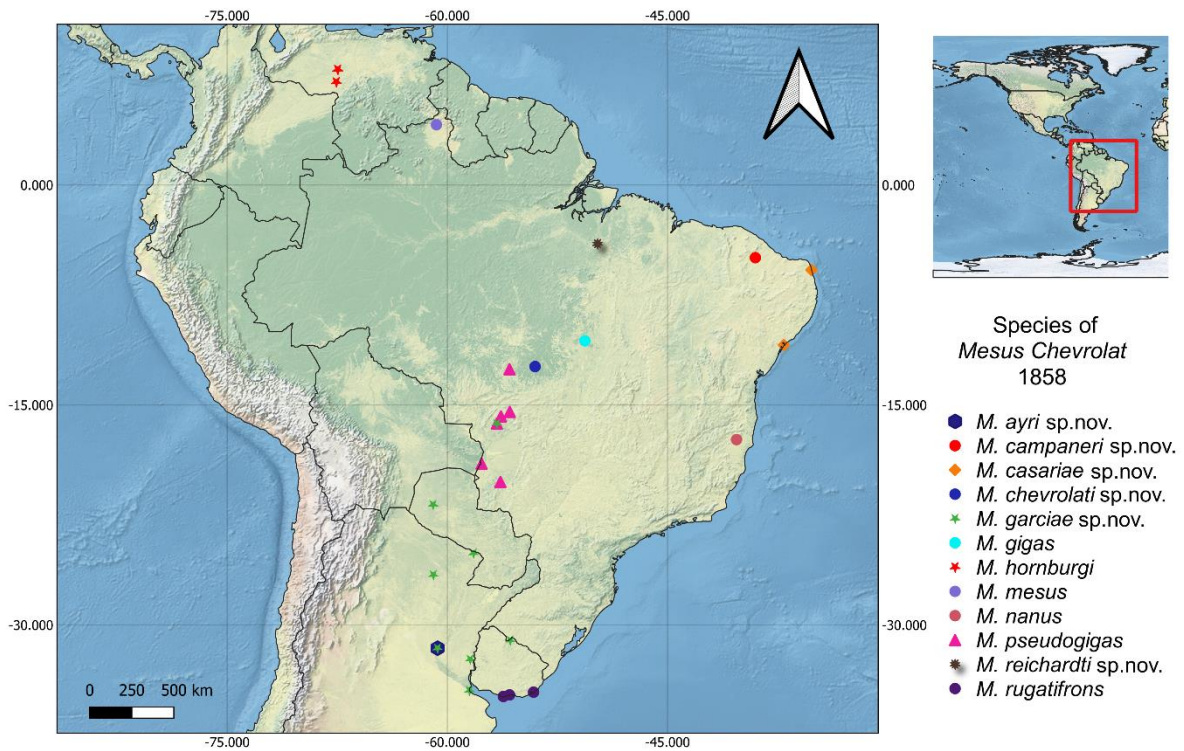 -75.000 -60.000 -45.000
0.000 0.000
-15.000 -15.000
-30.000 -30.000
0 250 500 km
-75.000 -60.000 -45.000
Species of
Mesus Chevrolat
1858
M. ayri sp.nov.
M. campaneri sp.nov.
M. casariae sp.nov.
M. chevrolati sp.nov.
M. garciae sp.nov.
M. gigas
M. hornburgi
M. mesus
M. nanus
M. pseudogigas
M. reichardti sp.nov.
M. rugatifrons